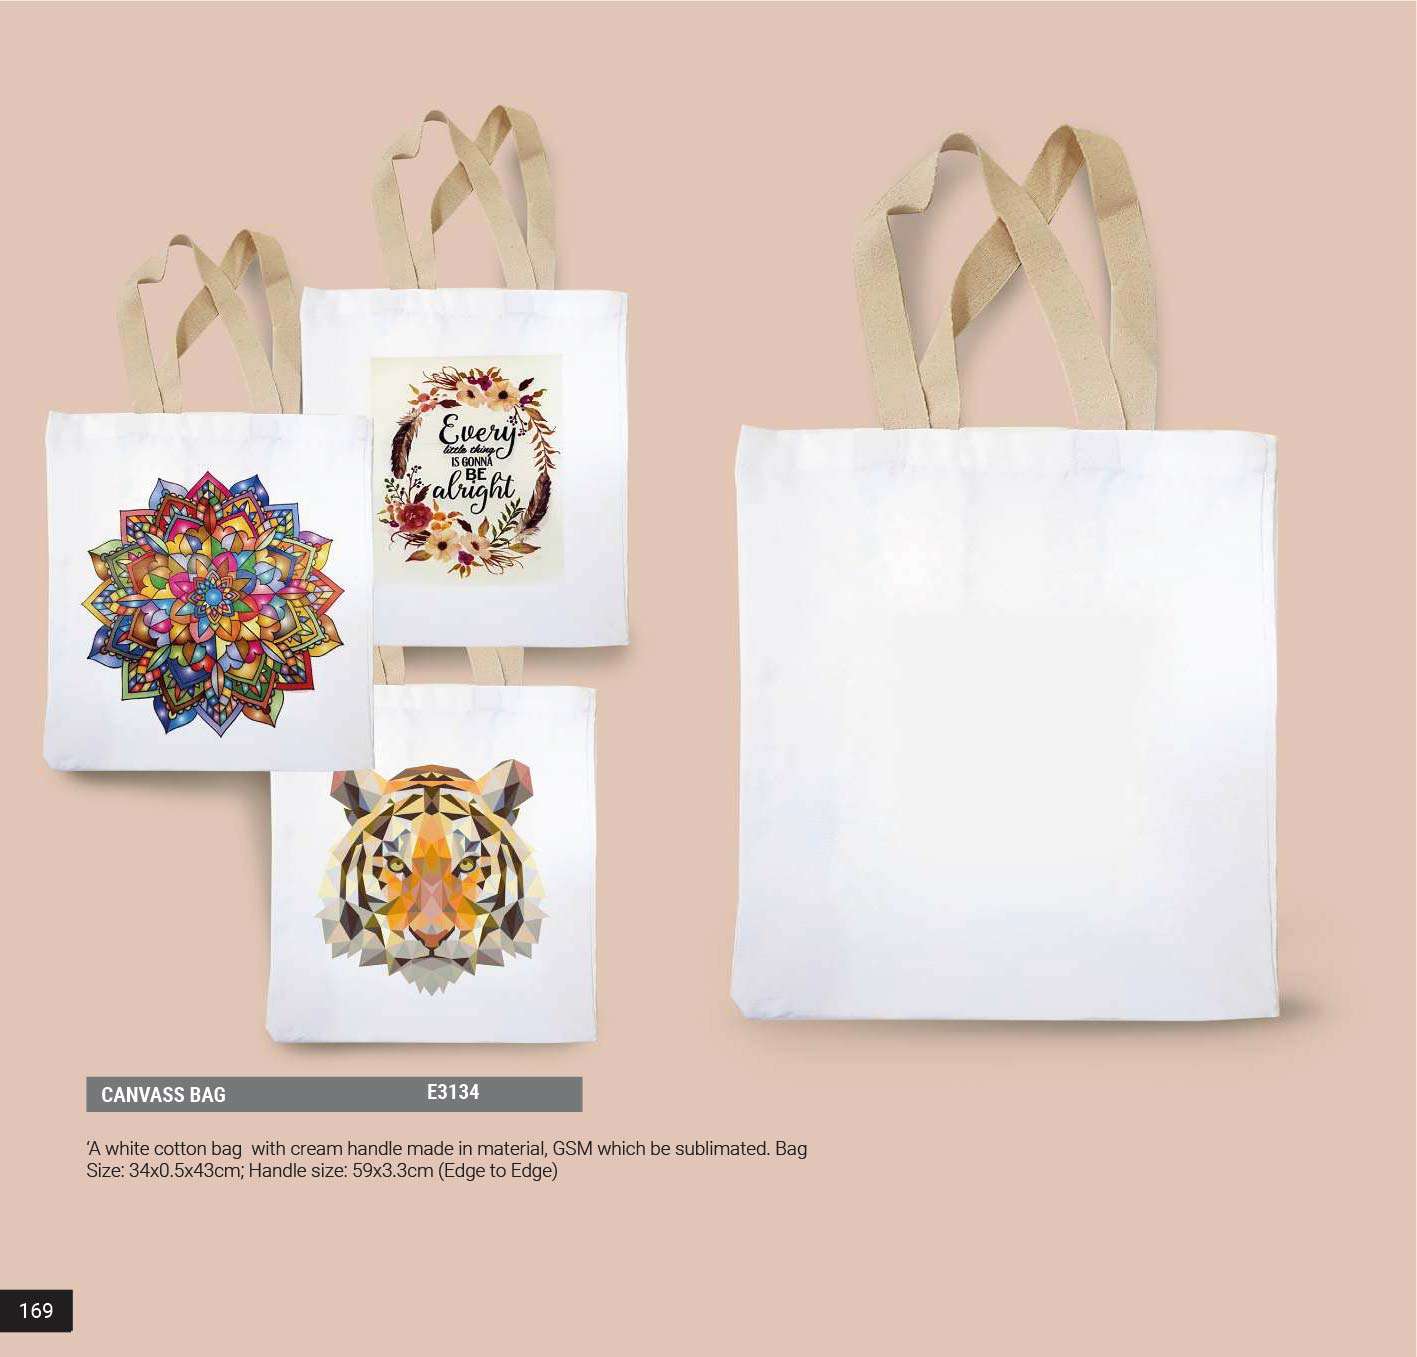 Every
little thing
IS GONNA
BE
alright
CANVASS BAG E3134
‘A white cotton bag  with cream handle made in material, GSM which be sublimated. Bag
Size: 34x0.5x43cm; Handle size: 59x3.3cm (Edge to Edge)
169